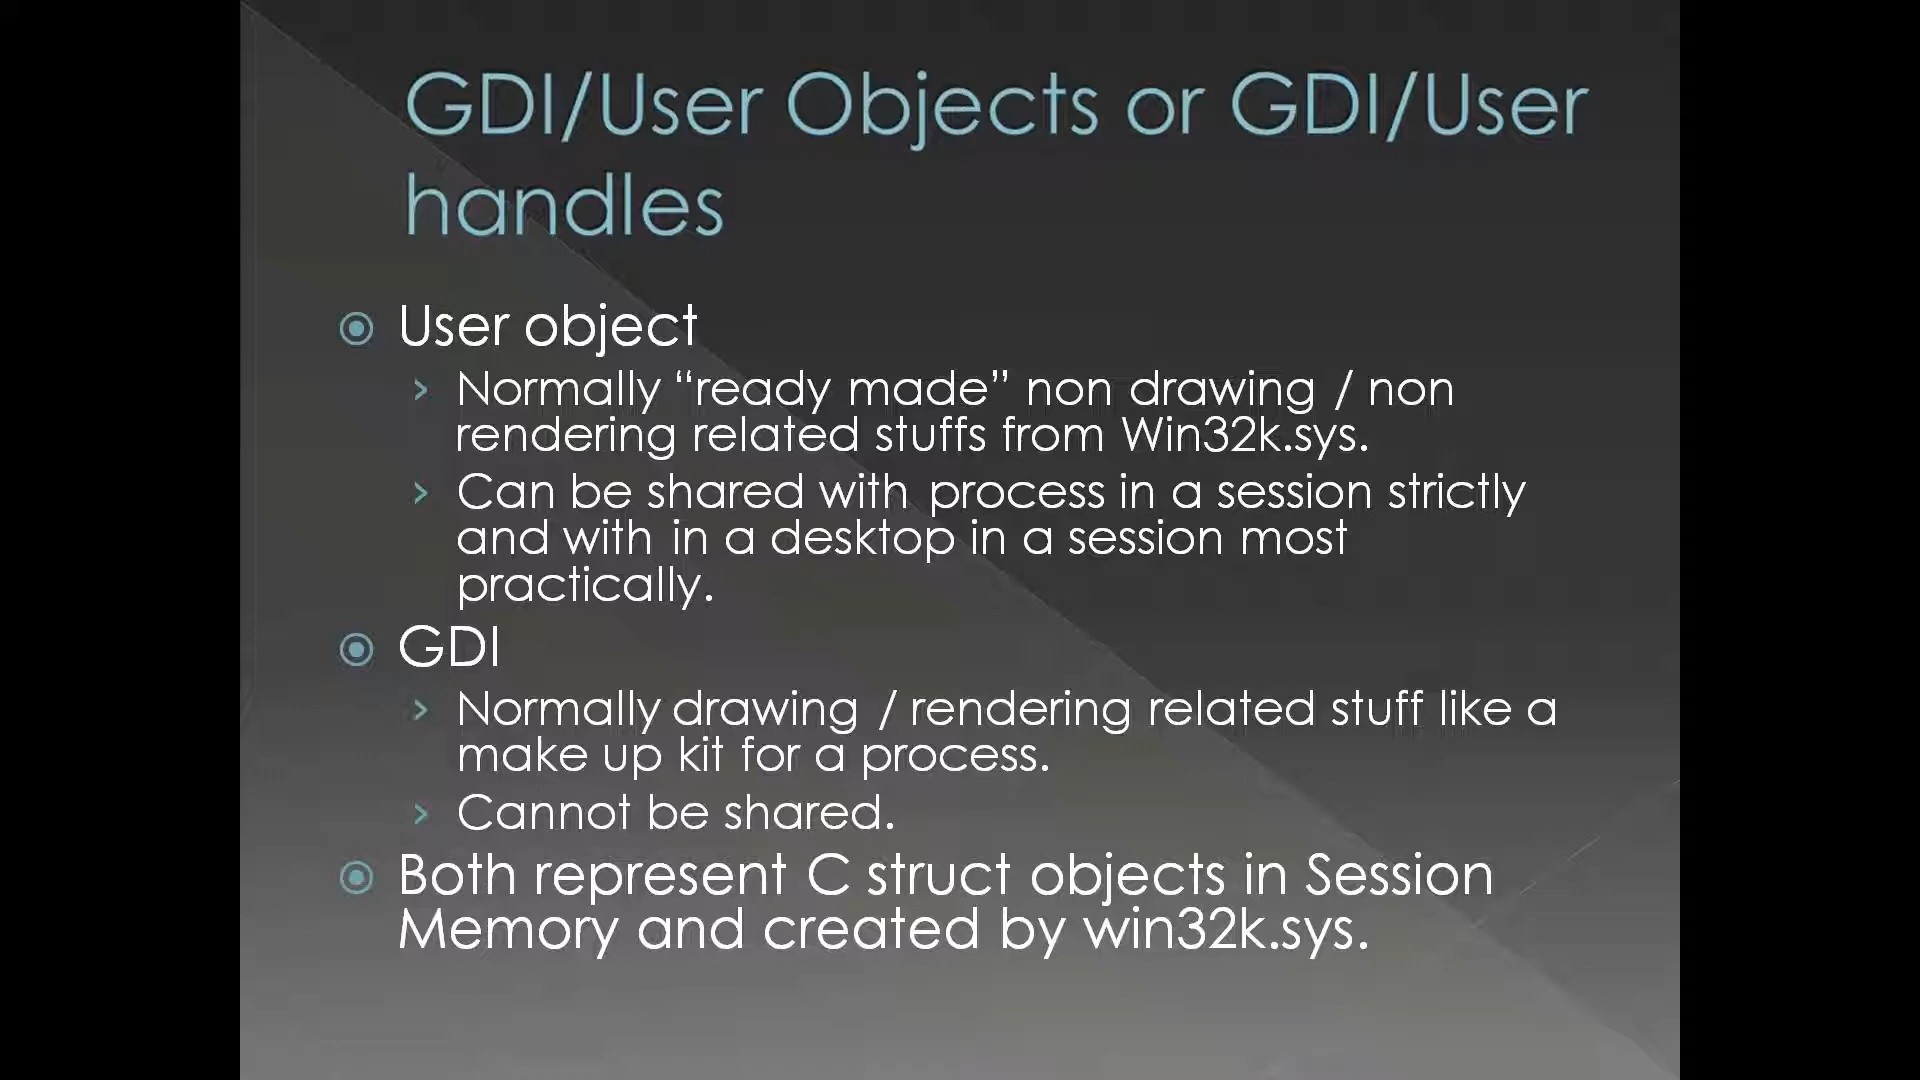 GDI/User Objects or GDI/User
handles
User object
Normally “ready made” non drawing / non
rendering related stuffs from Win32k.sys.
Can be shared with process in a session strictly
and with in a desktop in a session most
practically.
GDI
Normally drawing / rendering related stuff like a
make up kit for a process.
Cannot be shared.
Both represent C struct objects in Session
Memory and created by win32k.sys.